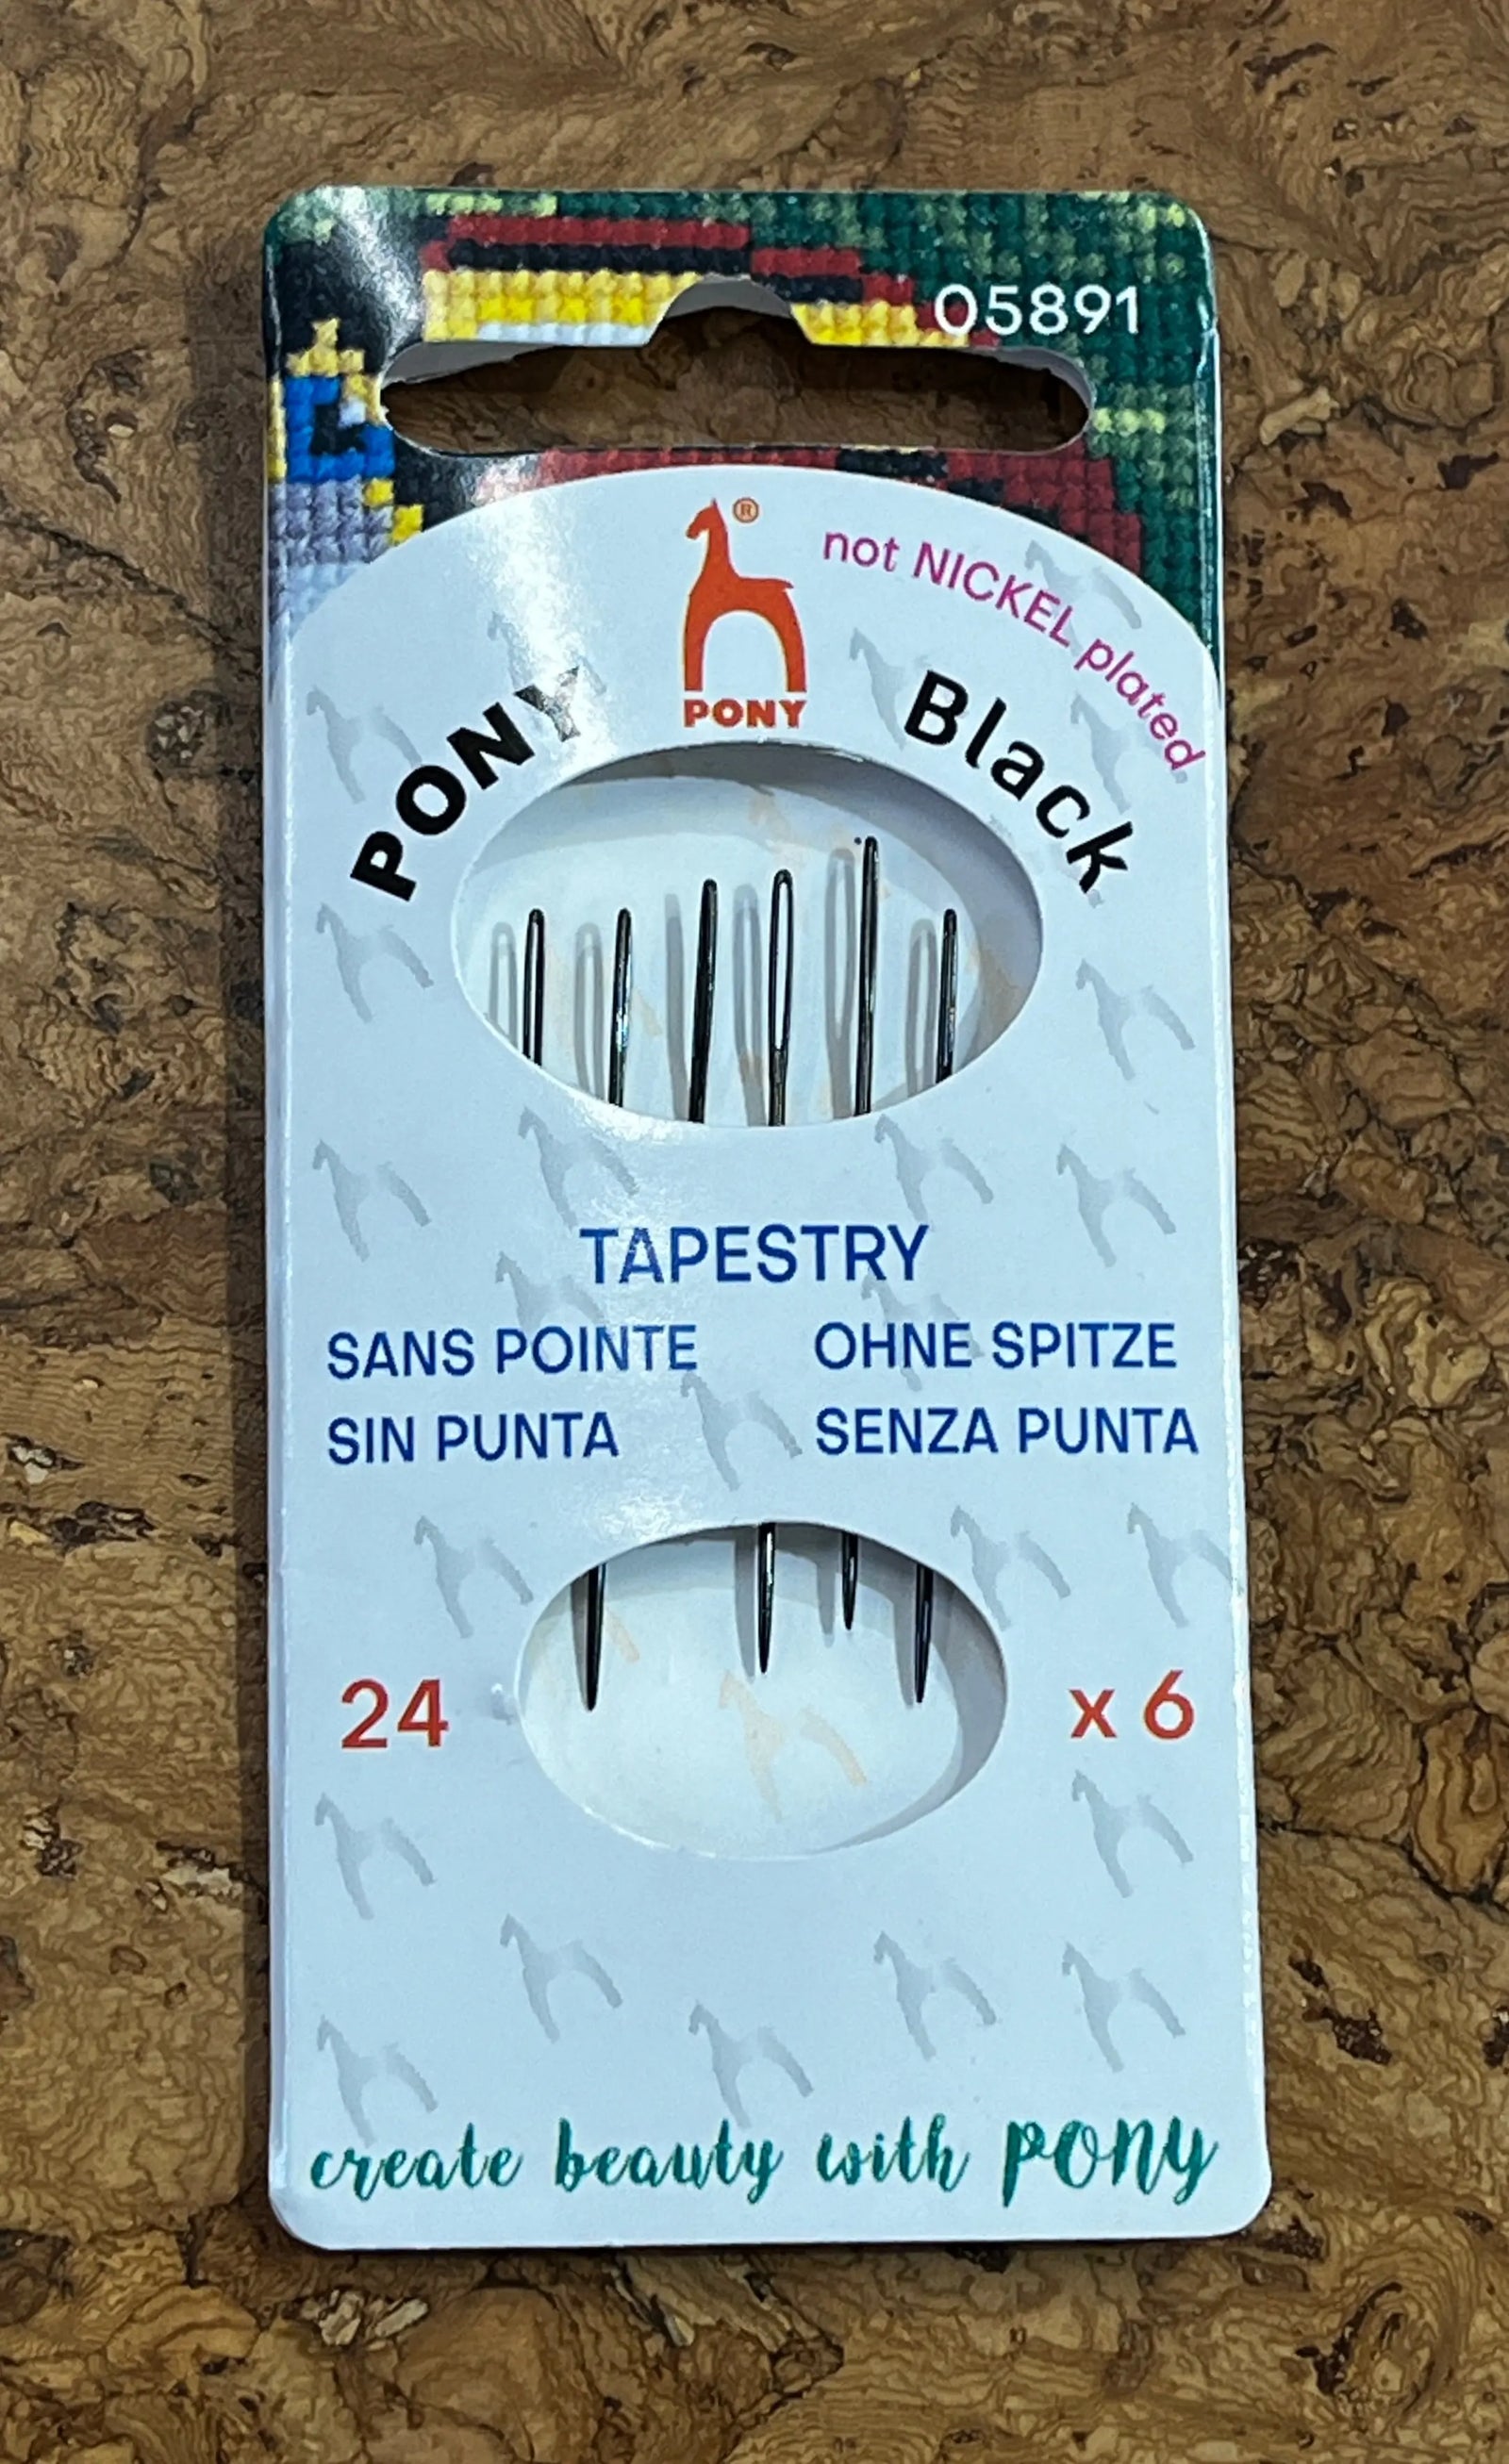 05891
®
PONY
not NICKEL plated
PONY Black
TAPESTRY
SANS POINTE OHNE SPITZE
SIN PUNTA SENZA PUNTA
24 x 6
create beauty with PONY